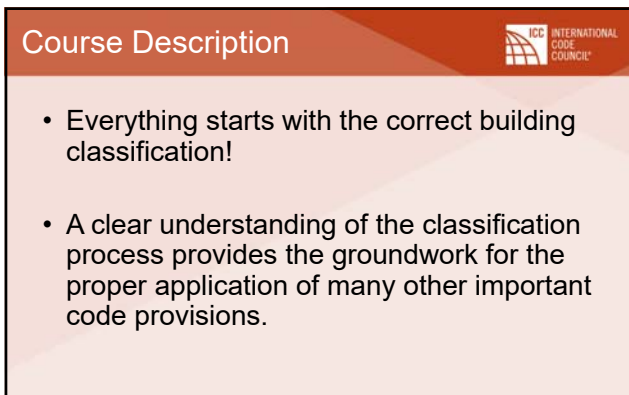 Course Description
ICC INTERNATIONAL
CODE
COUNCIL®
• Everything starts with the correct building
classification!
• A clear understanding of the classification
process provides the groundwork for the
proper application of many other important
code provisions.